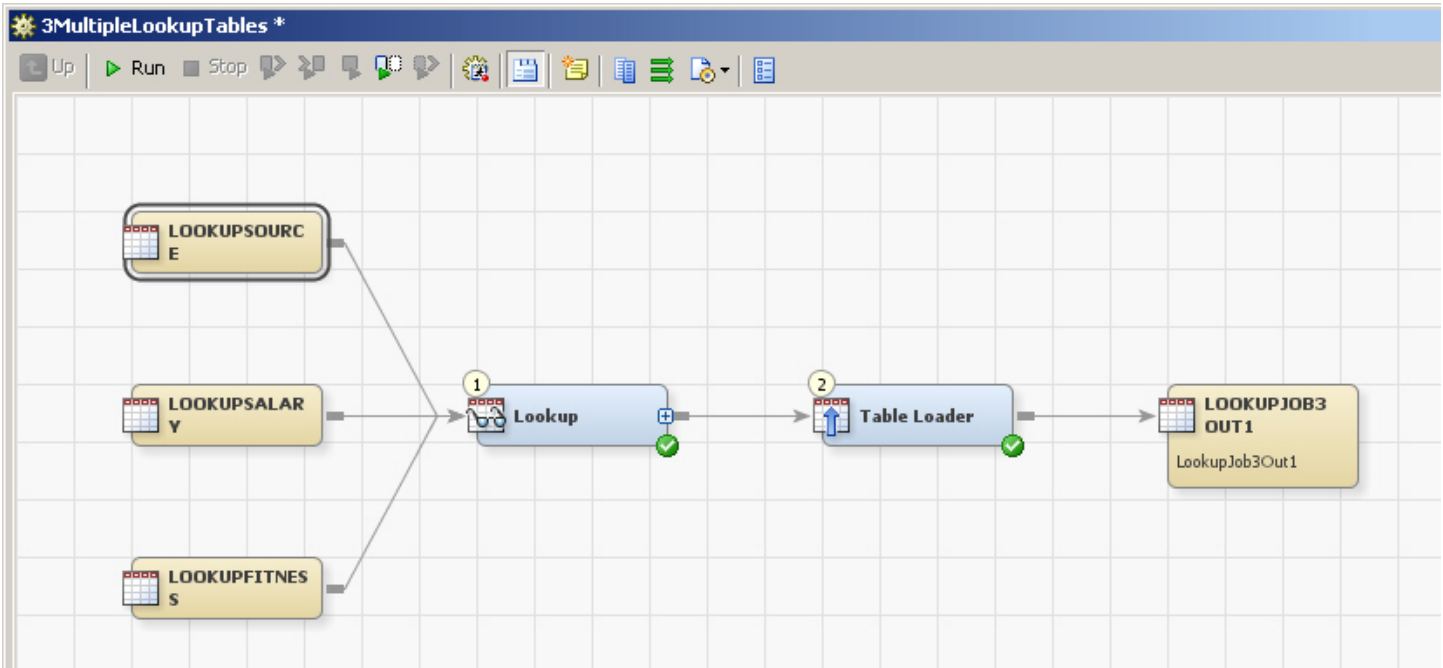 3MultipleLookupTables *
Up Run Stop
LOOKUPSOURC
E
1
2
LOOKUPSALAR
Y
Lookup
Table Loader
LOOKUPJOB3
OUT1
LookupJob3Out1
LOOKUPFITNES
S